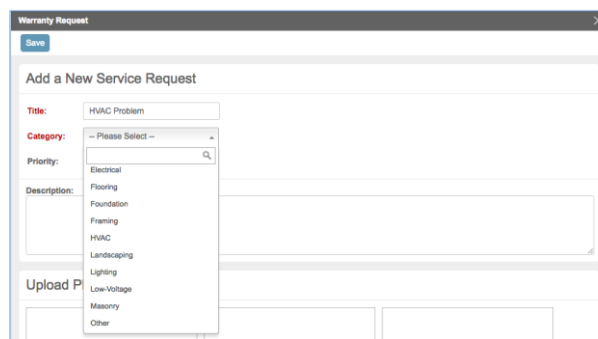 Warranty Request
Save
Add a New Service Request
Title: HVAC Problem
Category: -- Please Select --
Priority:
Electrical
Description:
Flooring
Foundation
Framing
HVAC
Landscaping
Lighting
Low-Voltage
Upload P
Masonry
Other